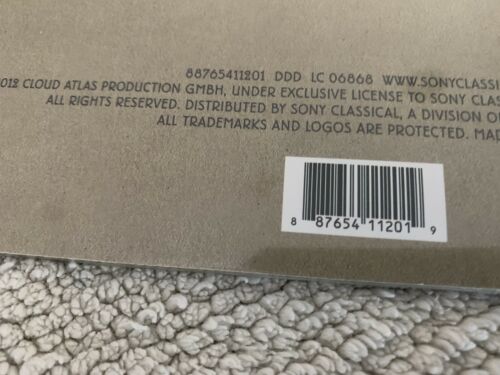 88765411201 DDD LC 06868 WWW.SONYCLASSI
2012 CLOUD ATLAS PRODUCTION GMBH, UNDER EXCLUSIVE LICENSE TO SONY CLAS
ALL RIGHTS RESERVED. DISTRIBUTED BY SONY CLASSICAL, A DIVISION O
ALL TRADEMARKS AND LOGOS ARE PROTECTED. MAD
8 87654 11201 9